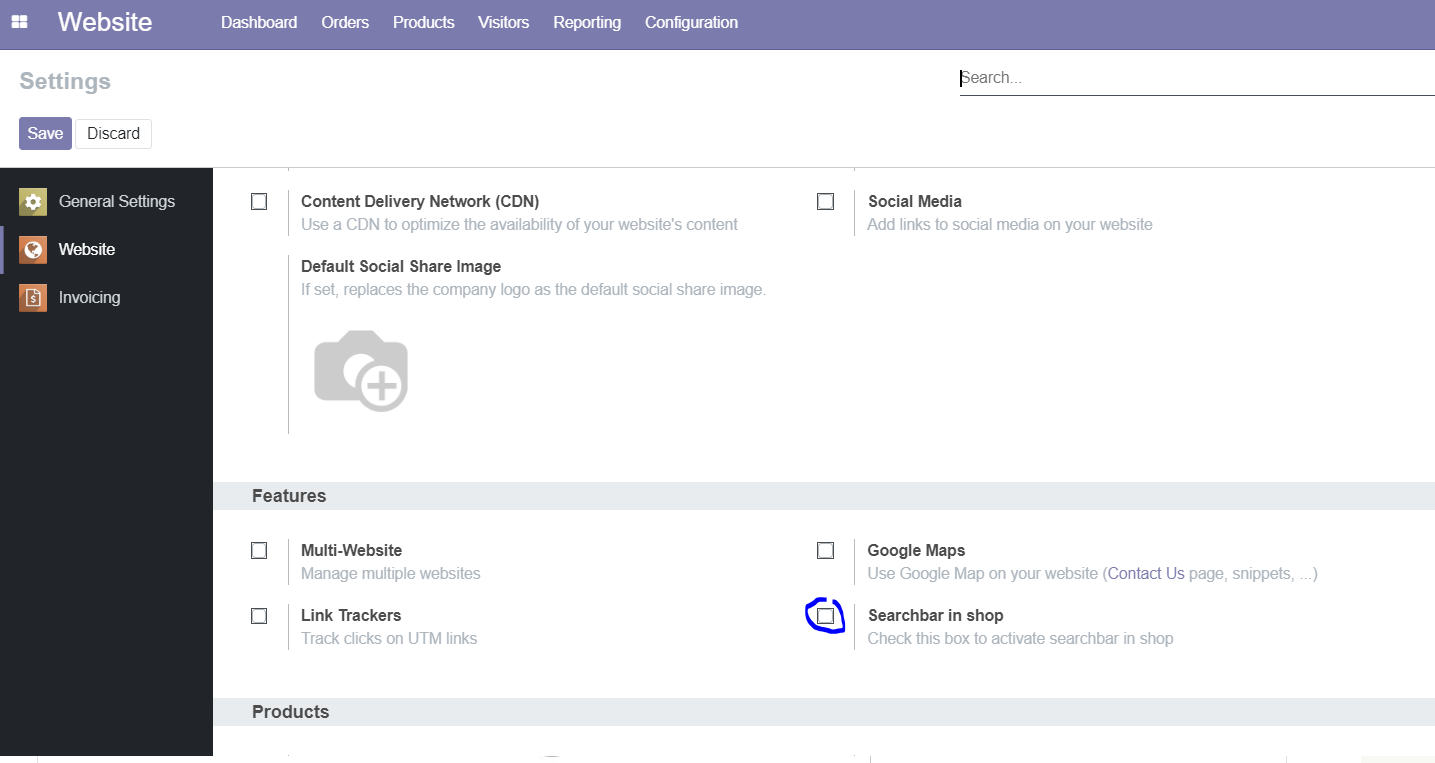 Website Dashboard Orders Products Visitors Reporting Configuration
Settings
Search...
Save Discard
General Settings
Website
Invoicing
Content Delivery Network (CDN)
Use a CDN to optimize the availability of your website's content
Social Media
Add links to social media on your website
Default Social Share Image
If set, replaces the company logo as the default social share image.
Features
Multi-Website
Manage multiple websites
Google Maps
Use Google Map on your website (Contact Us page, snippets, ...)
Link Trackers
Track clicks on UTM links
Searchbar in shop
Check this box to activate searchbar in shop
Products